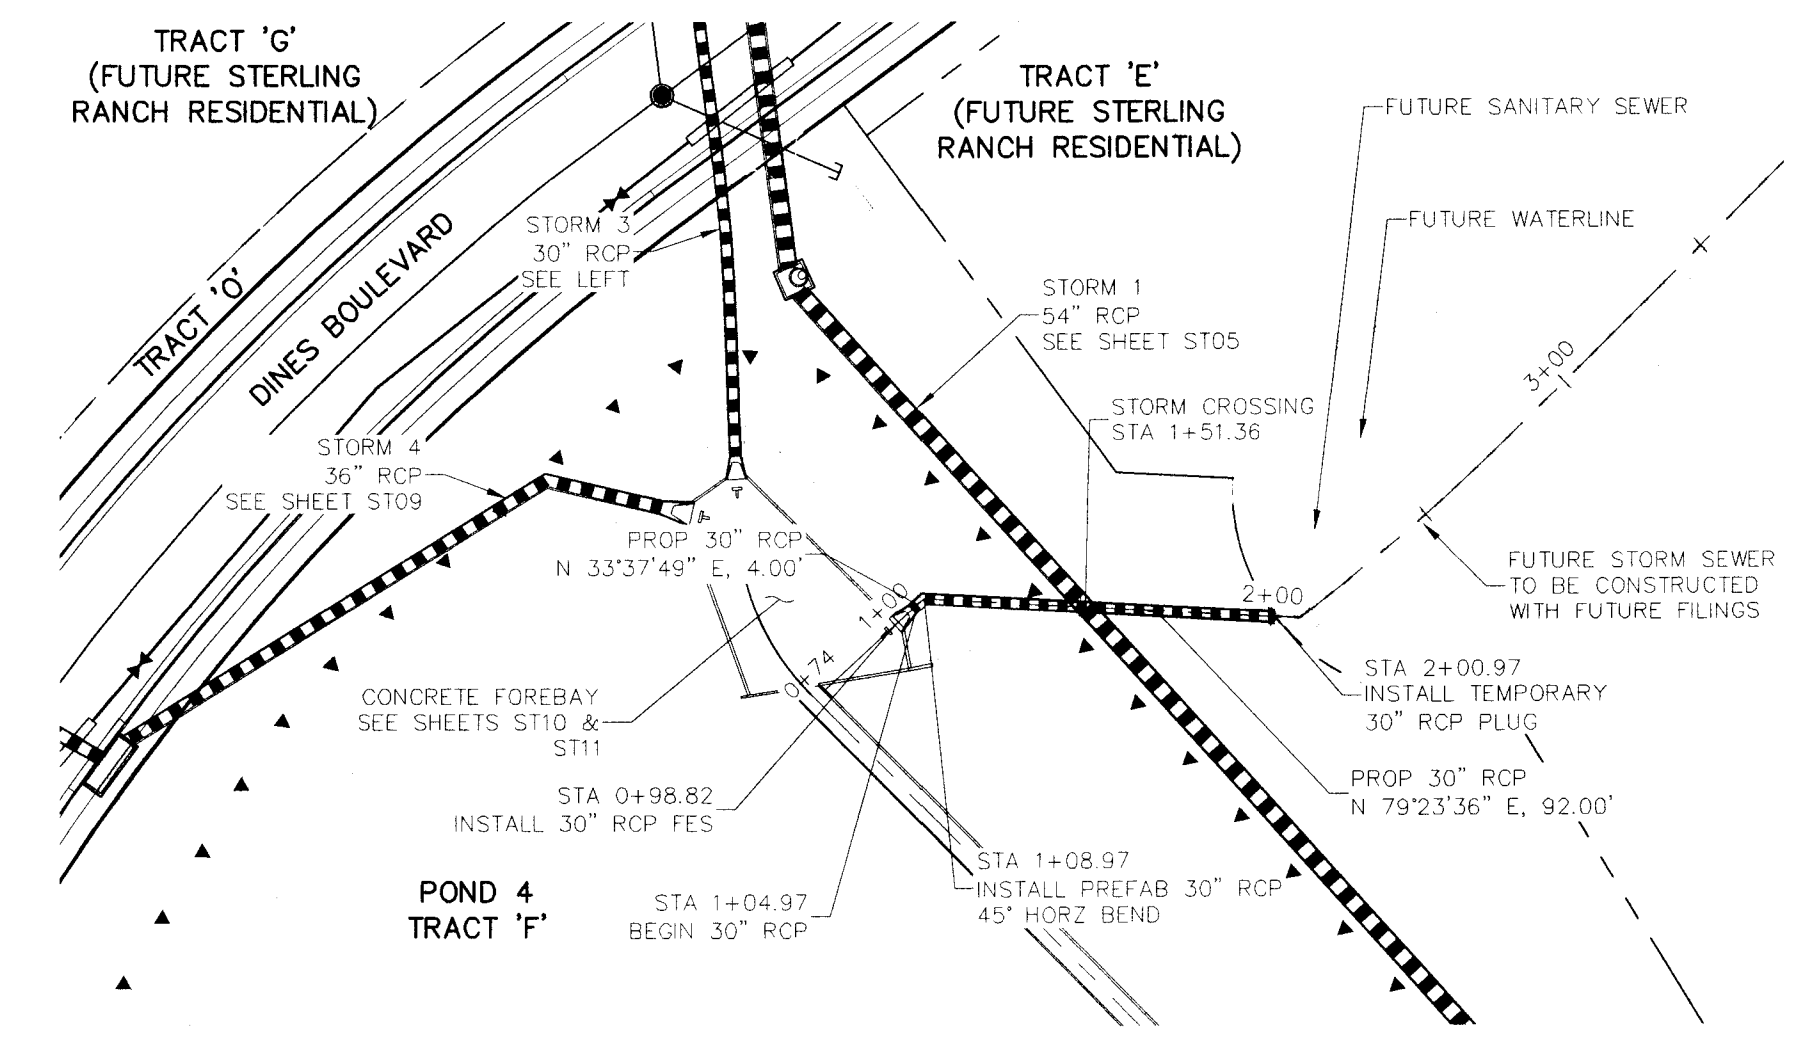 TRACT 'G'
(FUTURE STERLING
RANCH RESIDENTIAL)
TRACT 'E'
(FUTURE STERLING
RANCH RESIDENTIAL)
FUTURE SANITARY SEWER
FUTURE WATERLINE
TRACT 'O'
DINES BOULEVARD
STORM 3
30" RCP
SEE LEFT
STORM 1
54" RCP
SEE SHEET ST05
3+00
STORM CROSSING
STA 1+51.36
STORM 4
36" RCP
SEE SHEET ST09
PROP 30" RCP
N 33°37'49" E, 4.00'
1+00
2+00
FUTURE STORM SEWER
TO BE CONSTRUCTED
WITH FUTURE FILINGS
0+74
STA 2+00.97
INSTALL TEMPORARY
30" RCP PLUG
CONCRETE FOREBAY
SEE SHEETS ST10 &
ST11
PROP 30" RCP
N 79°23'36" E, 92.00'
STA 0+98.82
INSTALL 30" RCP FES
STA 1+08.97
INSTALL PREFAB 30" RCP
45° HORZ BEND
POND 4
TRACT 'F'
STA 1+04.97
BEGIN 30" RCP